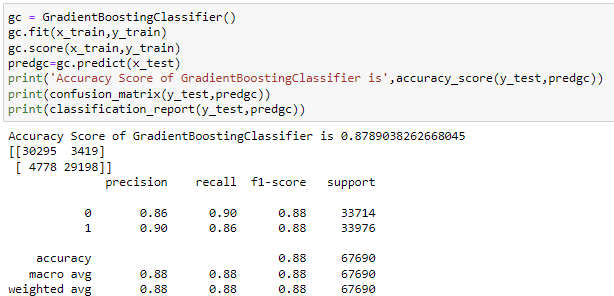 gc = GradientBoostingClassifier()
gc.fit(x_train,y_train)
gc.score(x_train,y_train)
predgc=gc.predict(x_test)
print('Accuracy Score of GradientBoostingClassifier is',accuracy_score(y_test,predgc))
print(confusion_matrix(y_test,predgc))
print(classification_report(y_test,predgc))
Accuracy Score of GradientBoostingClassifier is 0.8789038262668045
[[30295  3419]
 [ 4778 29198]]
              precision    recall  f1-score   support
           0       0.86      0.90      0.88     33714
           1       0.90      0.86      0.88     33976
    accuracy                           0.88     67690
   macro avg       0.88      0.88      0.88     67690
weighted avg       0.88      0.88      0.88     67690